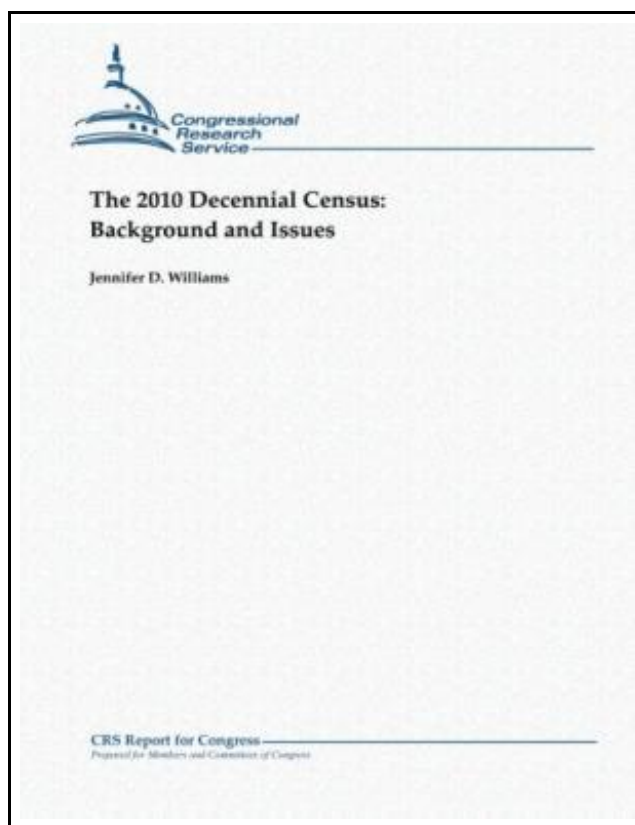 Congressional
Research
Service
The 2010 Decennial Census:
Background and Issues
Jennifer D. Williams
CRS Report for Congress
Prepared for Members and Committees of Congress